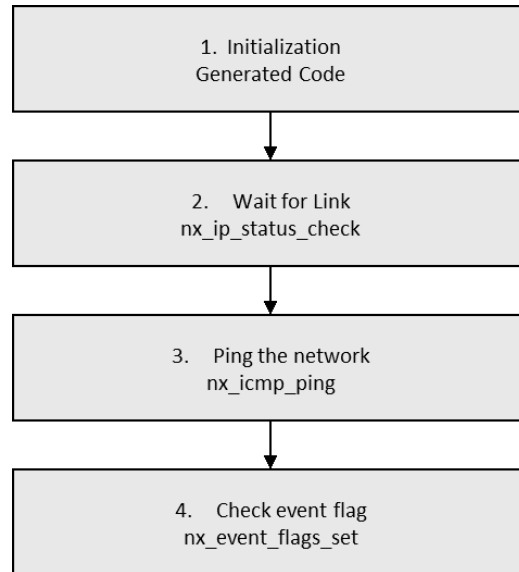 1. Initialization
Generated Code
2. Wait for Link
nx_ip_status_check
3. Ping the network
nx_icmp_ping
4. Check event flag
nx_event_flags_set